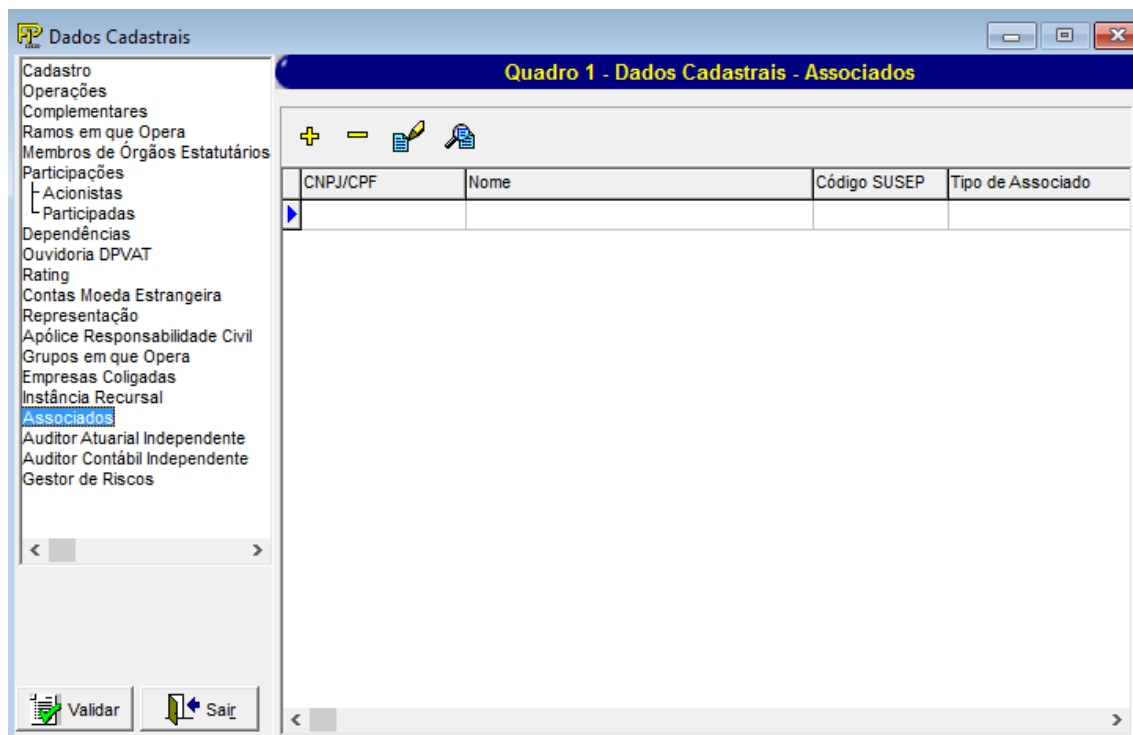 Dados Cadastrais
Cadastro
Operações
Complementares
Ramos em que Opera
Membros de Órgãos Estatutários
Participações
Acionistas
Participadas
Dependências
Ouvidoria DPVAT
Rating
Contas Moeda Estrangeira
Representação
Apólice Responsabilidade Civil
Grupos em que Opera
Empresas Coligadas
Instância Recursal
Associados
Auditor Atuarial Independente
Auditor Contábil Independente
Gestor de Riscos
Validar
Sair
Quadro 1 - Dados Cadastrais - Associados
CNPJ/CPF Nome Código SUSEP Tipo de Associado